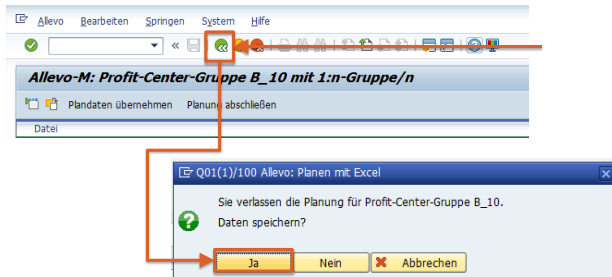 Allevo Bearbeiten Springen System Hilfe
Allevo-M: Profit-Center-Gruppe B_10 mit 1:n-Gruppe/n
Plandaten übernehmen Planung abschließen
Datei
Q01(1)/100 Allevo: Planen mit Excel
Sie verlassen die Planung für Profit-Center-Gruppe B_10.
Daten speichern?
Ja Nein Abbrechen